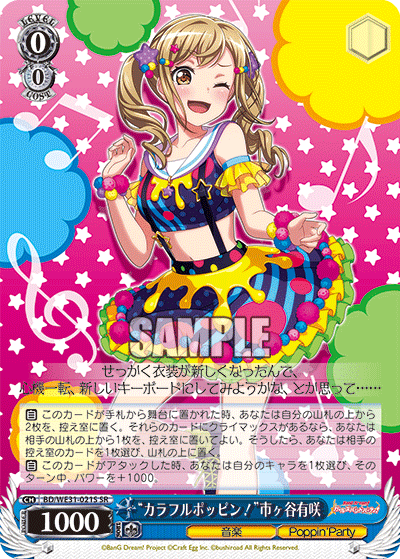 LEVEL
0
0
COST
SAMPLE
せっかく衣装が新しくなったんで、
心機一転、新しいキーボードにしてみようかな、とか思って……
自 このカードが手札から舞台に置かれた時、あなたは自分の山札の上から
2枚を、控え室に置く。それらのカードにクライマックスがあるなら、あなたは
相手の山札の上から1枚を、控え室に置いてよい。そうしたら、あなたは相手
の控え室のカードを1枚選び、山札の上に置く。
自 このカードがアタックした時、あなたは自分のキャラを1枚選び、その
ターン中、パワーを+1000。
CH BD/WE31-021S SR
1000
“カラフルポッピン！”市ヶ谷有咲
音楽
Poppin'Party
©BanG Dream! Project ©Craft Egg Inc. ©bushiroad All Rights Reserved.